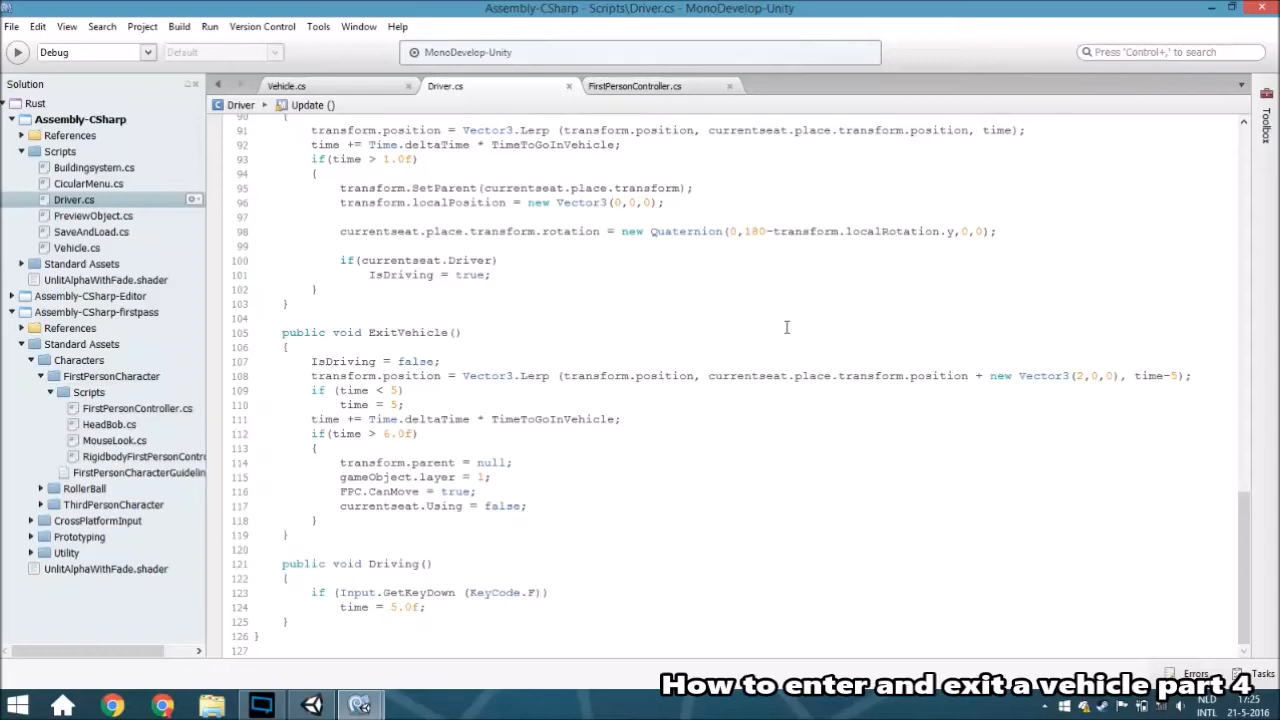 Assembly-CSharp - Scripts\Driver.cs - MonoDevelop-Unity
File Edit View Search Project Build Run Version Control Tools Window Help
Debug Default MonoDevelop-Unity Press 'Control+,' to search
Solution Vehicle.cs Driver.cs FirstPersonController.cs
Driver Update ()
Rust
Assembly-CSharp
References
Scripts
Buildingsystem.cs
CicularMenu.cs
Driver.cs
PreviewObject.cs
SaveAndLoad.cs
Vehicle.cs
Standard Assets
UnlitAlphaWithFade.shader
Assembly-CSharp-Editor
Assembly-CSharp-firstpass
References
Standard Assets
Characters
FirstPersonCharacter
Scripts
FirstPersonController.cs
HeadBob.cs
MouseLook.cs
RigidbodyFirstPersonContro
FirstPersonCharacterGuidelin
RollerBall
ThirdPersonCharacter
CrossPlatformInput
Prototyping
Utility
UnlitAlphaWithFade.shader
90 {
91 transform.position = Vector3.Lerp (transform.position, currentseat.place.transform.position, time);
92 time += Time.deltaTime * TimeToGoInVehicle;
93 if(time > 1.0f)
94 {
95 transform.SetParent(currentseat.place.transform);
96 transform.localPosition = new Vector3(0,0,0);
97
98 currentseat.place.transform.rotation = new Quaternion(0,180-transform.localRotation.y,0,0);
99
100 if(currentseat.Driver)
101 IsDriving = true;
102 }
103 }
104
105 public void ExitVehicle()
106 {
107 IsDriving = false;
108 transform.position = Vector3.Lerp (transform.position, currentseat.place.transform.position + new Vector3(2,0,0), time-5);
109 if (time < 5)
110 time = 5;
111 time += Time.deltaTime * TimeToGoInVehicle;
112 if(time > 6.0f)
113 {
114 transform.parent = null;
115 gameObject.layer = 1;
116 FPC.CanMove = true;
117 currentseat.Using = false;
118 }
119 }
120
121 public void Driving()
122 {
123 if (Input.GetKeyDown (KeyCode.F))
124 time = 5.0f;
125 }
126 }
127
Toolbox
Errors Tasks
How to enter and exit a vehicle part 4
NLD 17:25
INTL 21-5-2016